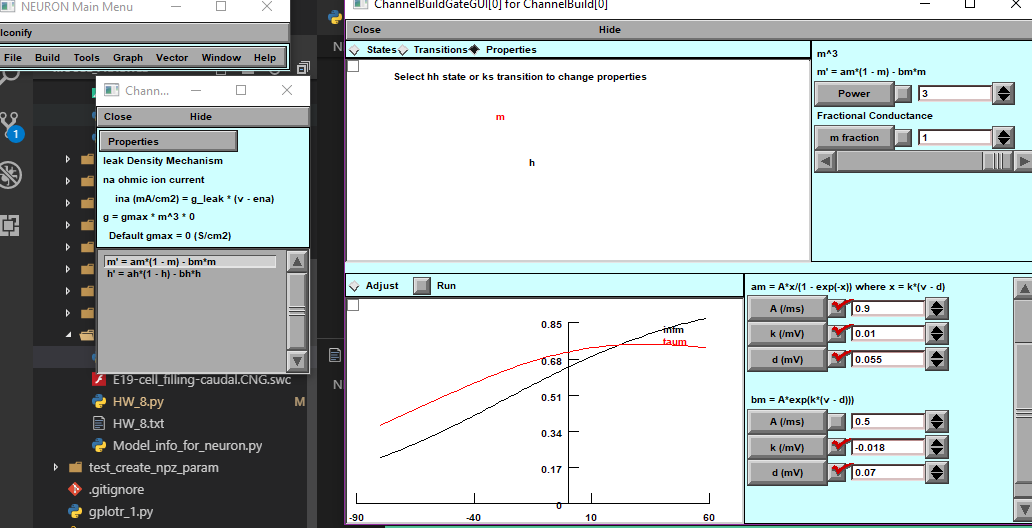 NEURON Main Menu
Iconify
File Build Tools Graph Vector Window Help
Chann...
Close Hide
Properties
leak Density Mechanism
na ohmic ion current
ina (mA/cm2) = g_leak * (v - ena)
g = gmax * m^3 * 0
Default gmax = 0 (S/cm2)
m' = am*(1 - m) - bm*m
h' = ah*(1 - h) - bh*h
1
E19-cell_filling-caudal.CNG.swc
HW_8.py M
HW_8.txt
Model_info_for_neuron.py
test_create_npz_param
.gitignore
gplotr_1.py
ChannelBuildGateGUI[0] for ChannelBuild[0]
Close Hide
States Transitions Properties
Select hh state or ks transition to change properties
m
h
m^3
m' = am*(1 - m) - bm*m
Power 3
Fractional Conductance
m fraction 1
Adjust Run
0.85
0.68
0.51
0.34
0.17
0
-90 -40 10 60
inim
taum
am = A*x/(1 - exp(-x)) where x = k*(v - d)
A (/ms) 0.9
k (/mV) 0.01
d (mV) 0.055
bm = A*exp(k*(v - d)))
A (/ms) 0.5
k (/mV) -0.018
d (mV) 0.07